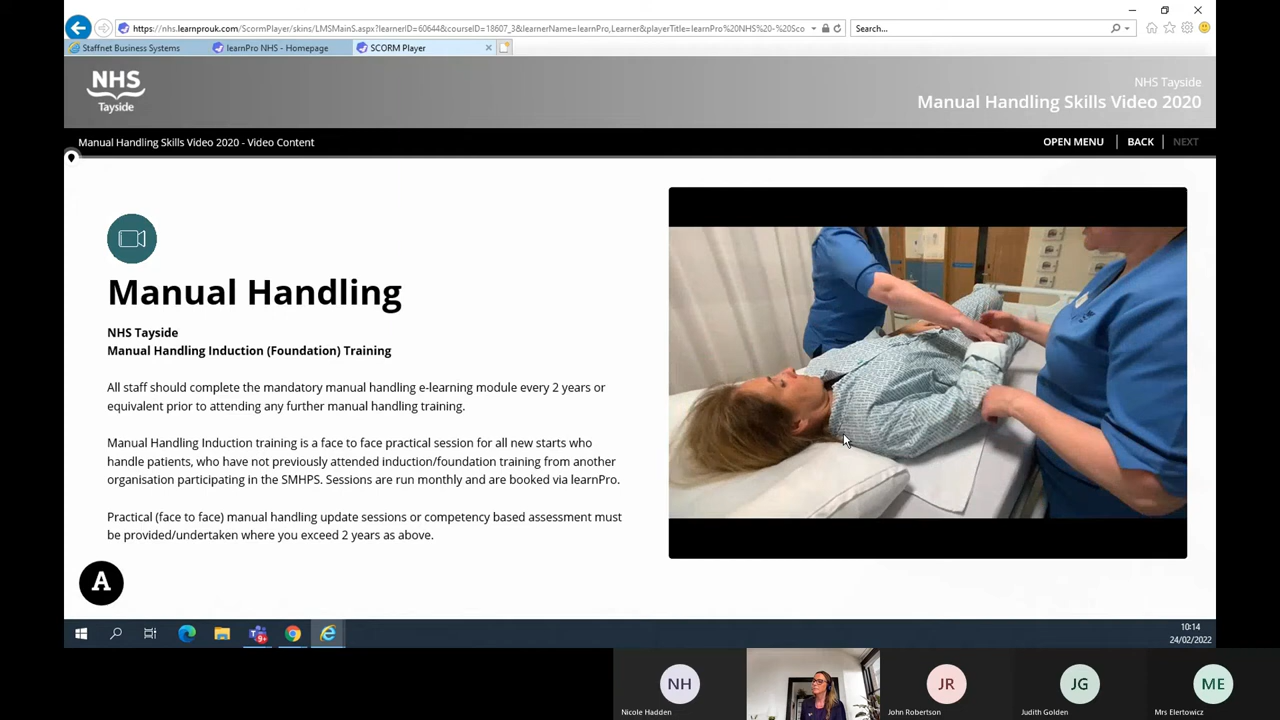 https://nhs.learnprouk.com/ScormPlayer/skins/LMSMainS.aspx?learnerID=60644&courseID=18607_3&learnerName=learnPro,Learner&playerTitle=learnPro%20NHS%20-%20Sco
Search...
Staffnet Business Systems
learnPro NHS - Homepage
SCORM Player
NHS
Tayside
NHS Tayside
Manual Handling Skills Video 2020
Manual Handling Skills Video 2020 - Video Content
OPEN MENU
BACK
NEXT
Manual Handling
NHS Tayside
Manual Handling Induction (Foundation) Training
All staff should complete the mandatory manual handling e-learning module every 2 years or
equivalent prior to attending any further manual handling training.
Manual Handling Induction training is a face to face practical session for all new starts who
handle patients, who have not previously attended induction/foundation training from another
organisation participating in the SMHPS. Sessions are run monthly and are booked via learnPro.
Practical (face to face) manual handling update sessions or competency based assessment must
be provided/undertaken where you exceed 2 years as above.
A
9+
10:14
24/02/2022
NH
Nicole Hadden
JR
John Robertson
JG
Judith Golden
ME
Mrs Elertowicz